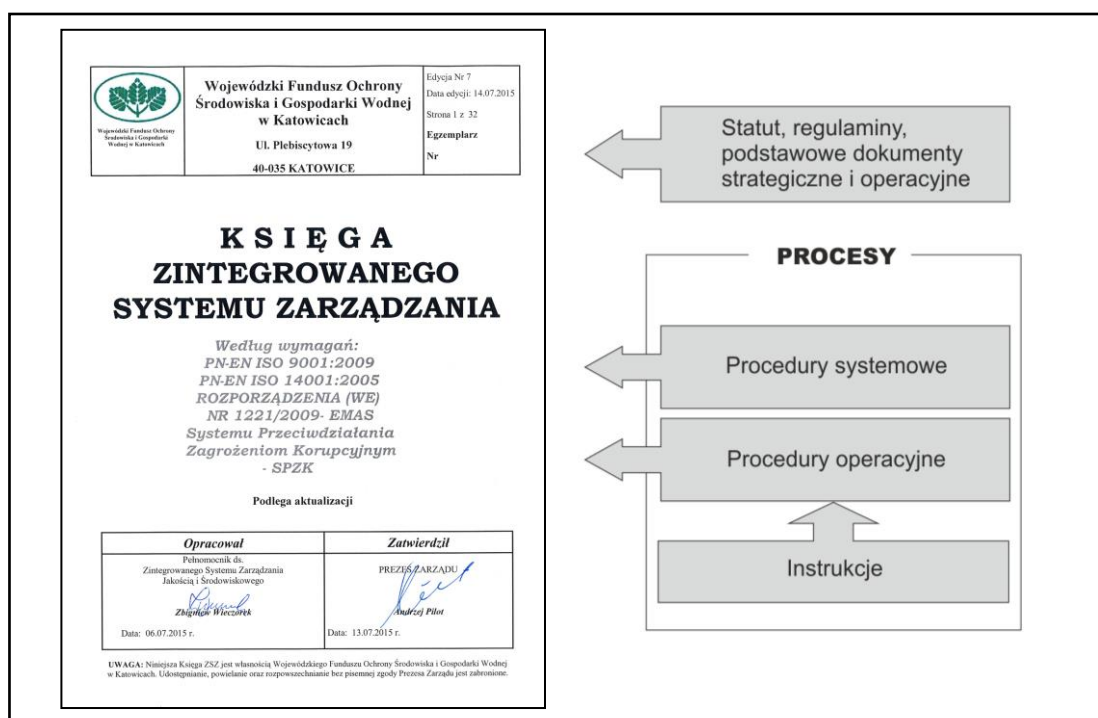 Wojewódzki Fundusz Ochrony
Środowiska i Gospodarki
Wodnej w Katowicach
Wojewódzki Fundusz Ochrony
Środowiska i Gospodarki Wodnej
w Katowicach
Ul. Plebiscytowa 19
40-035 KATOWICE
Edycja Nr 7
Data edycji: 14.07.2015
Strona 1 z 32
Egzemplarz
Nr
KSIĘGA
ZINTEGROWANEGO
SYSTEMU ZARZĄDZANIA
Według wymagań:
PN-EN ISO 9001:2009
PN-EN ISO 14001:2005
ROZPORZĄDZENIA (WE)
NR 1221/2009- EMAS
Systemu Przeciwdziałania
Zagrożeniom Korupcyjnym
- SPZK
Podlega aktualizacji
Opracował
Pełnomocnik ds.
Zintegrowanego Systemu Zarządzania
Jakością i Środowiskowego
Zbigniew Wieczorek
Data: 06.07.2015 r.
Zatwierdził
PREZES ZARZĄDU
Andrzej Pilot
Data: 13.07.2015 r.
UWAGA: Niniejsza Księga ZSZ jest własnością Wojewódzkiego Funduszu Ochrony Środowiska i Gospodarki Wodnej
w Katowicach. Udostępnianie, powielanie oraz rozpowszechnianie bez pisemnej zgody Prezesa Zarządu jest zabronione.
Statut, regulaminy,
podstawowe dokumenty
strategiczne i operacyjne
PROCESY
Procedury systemowe
Procedury operacyjne
Instrukcje